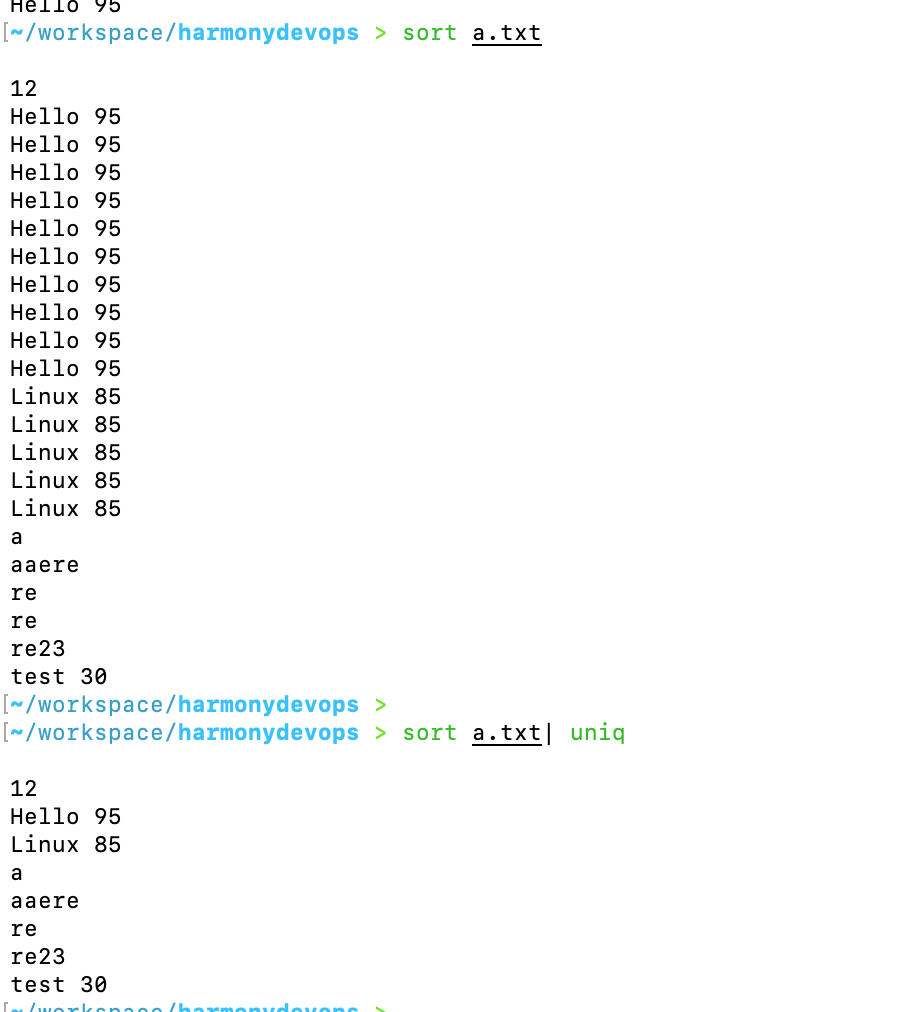 Hello 95
~/workspace/harmonydevops > sort a.txt

12
Hello 95
Hello 95
Hello 95
Hello 95
Hello 95
Hello 95
Hello 95
Hello 95
Hello 95
Hello 95
Linux 85
Linux 85
Linux 85
Linux 85
Linux 85
a
aaere
re
re
re23
test 30
~/workspace/harmonydevops >
~/workspace/harmonydevops > sort a.txt| uniq

12
Hello 95
Linux 85
a
aaere
re
re23
test 30
~/workspace/harmonydevops >